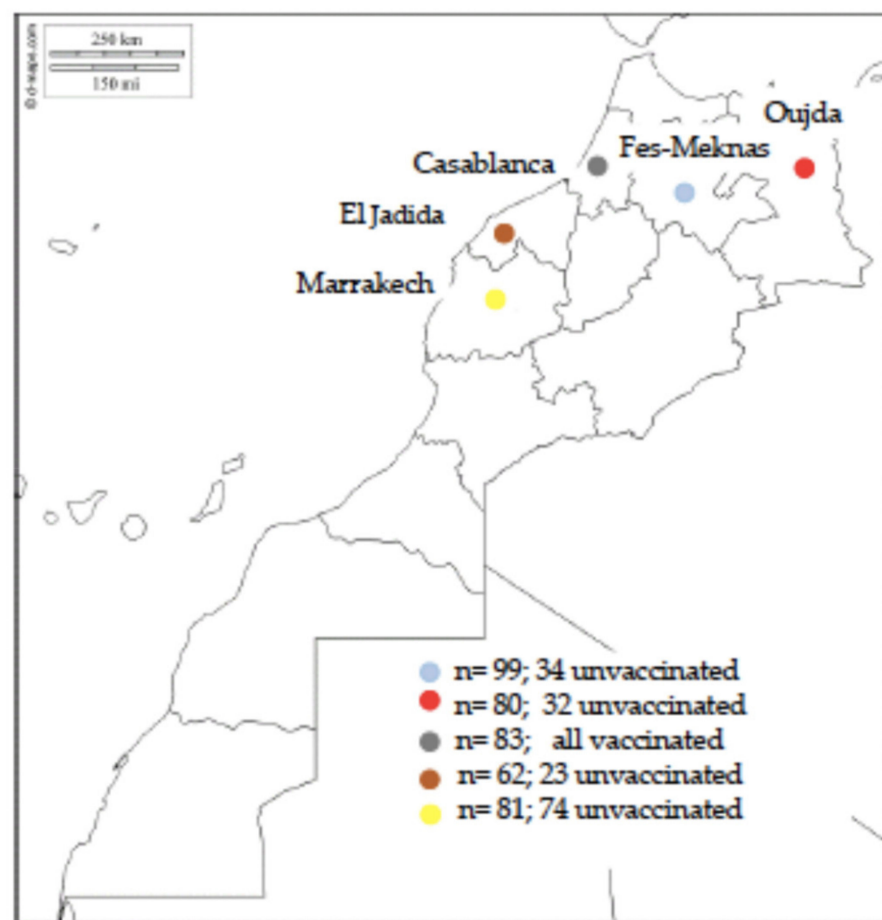 250 km
150 mi
© d-maps.com
Oujda
Fes-Meknas
Casablanca
El Jadida
Marrakech
n= 99; 34 unvaccinated
n= 80; 32 unvaccinated
n= 83; all vaccinated
n= 62; 23 unvaccinated
n= 81; 74 unvaccinated